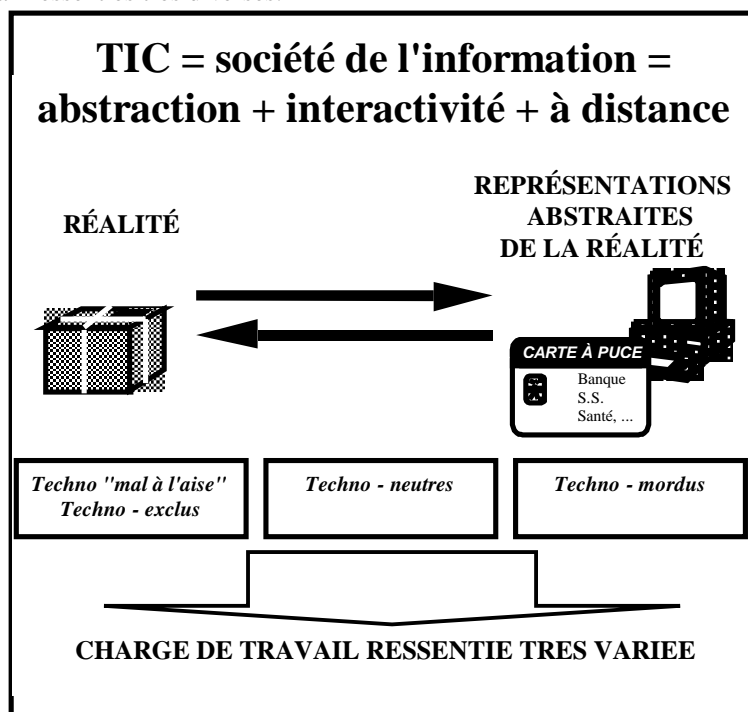 TIC = société de l'information =
abstraction + interactivité + à distance
RÉALITÉ
REPRÉSENTATIONS
ABSTRAITES
DE LA RÉALITÉ
CARTE À PUCE
Banque
S.S.
Santé, ...
Techno "mal à l'aise"
Techno - exclus
Techno - neutres
Techno - mordus
CHARGE DE TRAVAIL RESSENTIE TRES VARIEE